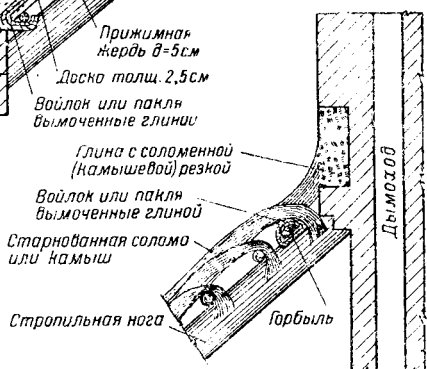 Прижимная
жердь d=5см
Доска толщ. 2,5см
Войлок или пакля
вымоченные глинии
Глина с соломенной
(камышевой) резкой
Войлок или пакля
вымоченные глиной
Старнованная солома
или камыш
Стропильная нога
Горбыль
Дымоход